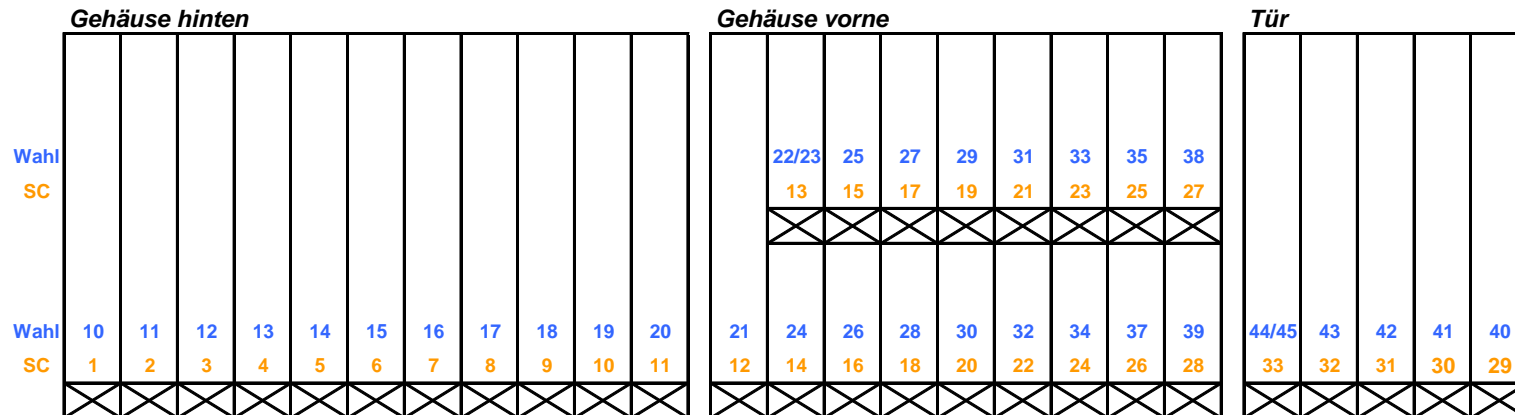 Gehäuse hinten Gehäuse vorne Tür
Wahl 22/23 25 27 29 31 33 35 38
SC 13 15 17 19 21 23 25 27
Wahl 10 11 12 13 14 15 16 17 18 19 20 21 24 26 28 30 32 34 37 39 44/45 43 42 41 40
SC 1 2 3 4 5 6 7 8 9 10 11 12 14 16 18 20 22 24 26 28 33 32 31 30 29